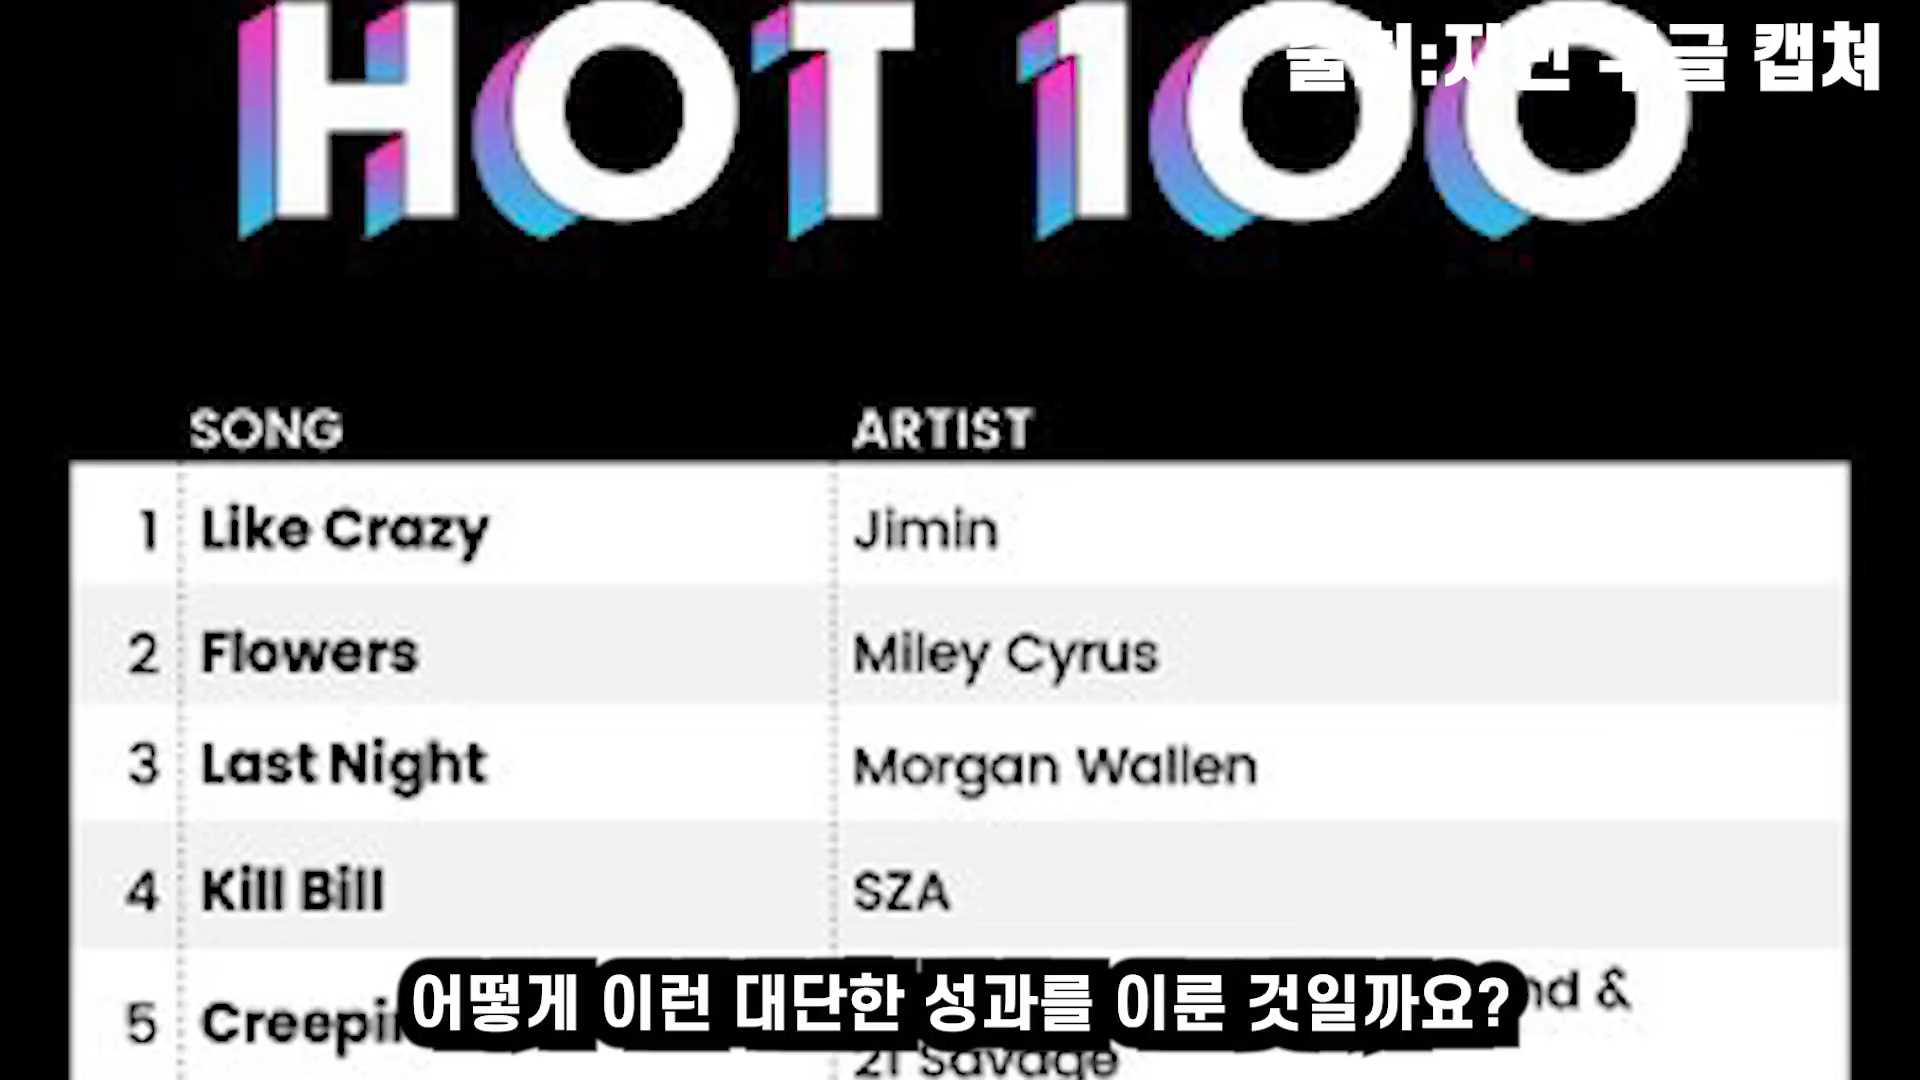 HOT 100
캡쳐
SONG
ARTIST
1 Like Crazy Jimin
2 Flowers Miley Cyrus
3 Last Night Morgan Wallen
4 Kill Bill SZA
5
&
21 Savage
어떻게 이런 대단한 성과를 이룬 것일까요?